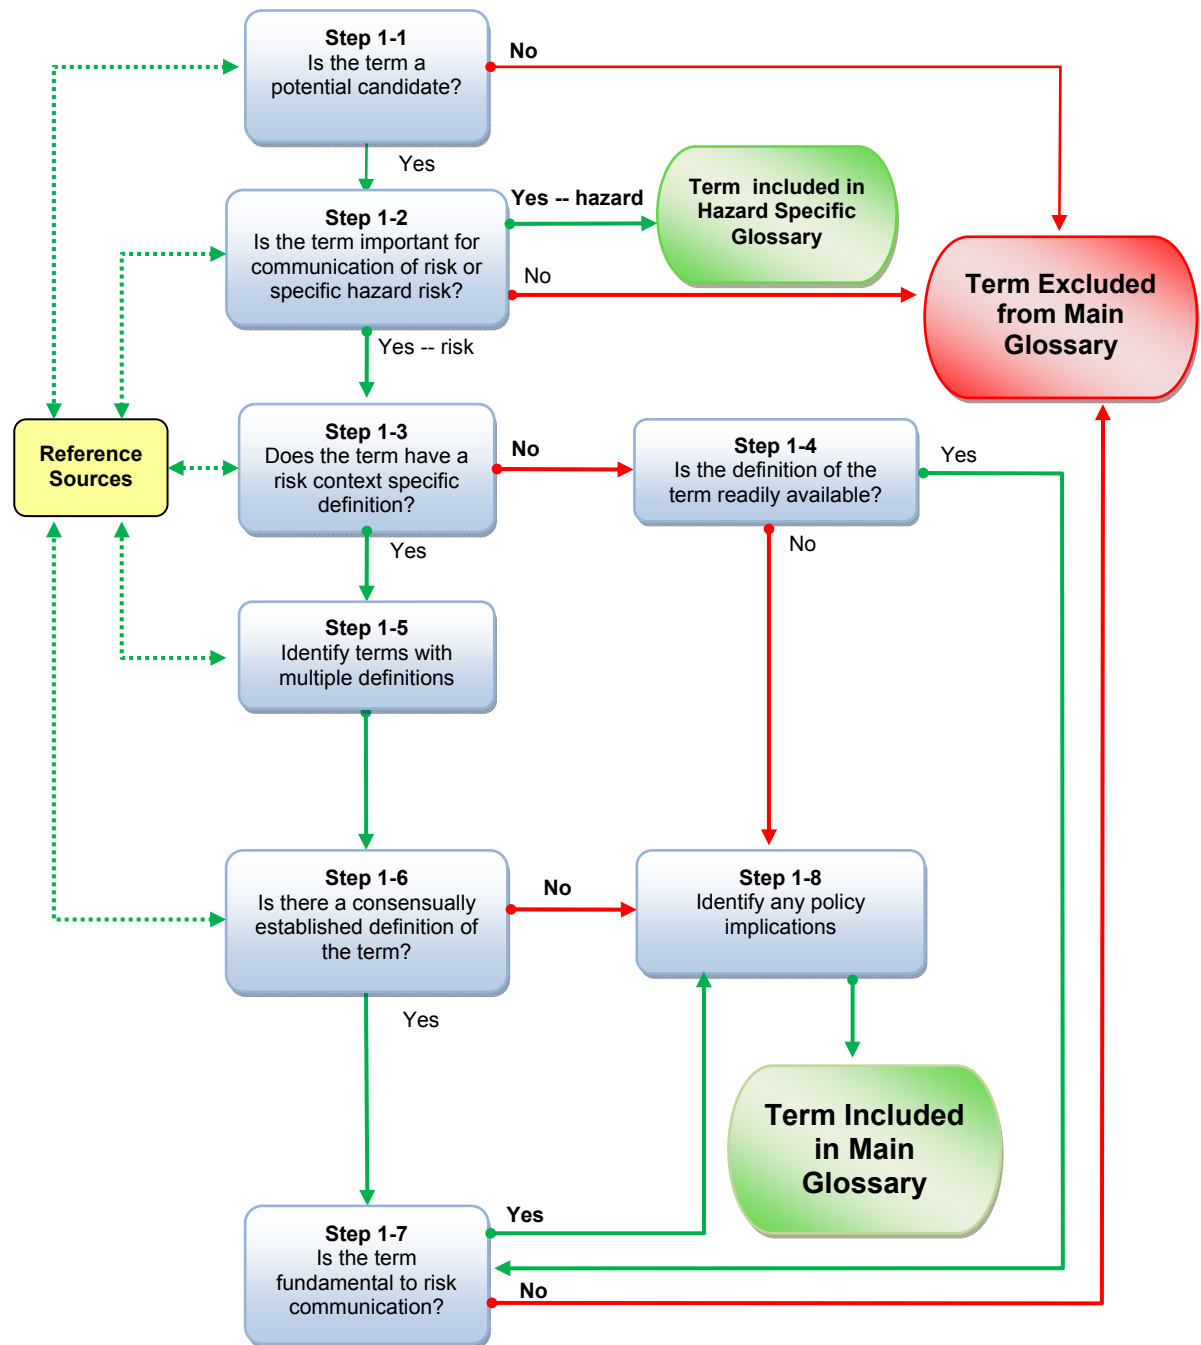 Step 1-1
Is the term a
potential candidate?
No
Yes
Step 1-2
Is the term important for
communication of risk or
specific hazard risk?
Yes -- hazard
Term included in
Hazard Specific
Glossary
No
Term Excluded
from Main
Glossary
Yes -- risk
Reference
Sources
Step 1-3
Does the term have a
risk context specific
definition?
No
Step 1-4
Is the definition of the
term readily available?
Yes
Yes
No
Step 1-5
Identify terms with
multiple definitions
Step 1-6
Is there a consensually
established definition of
the term?
No
Step 1-8
Identify any policy
implications
Yes
Term Included
in Main
Glossary
Step 1-7
Is the term
fundamental to risk
communication?
Yes
No